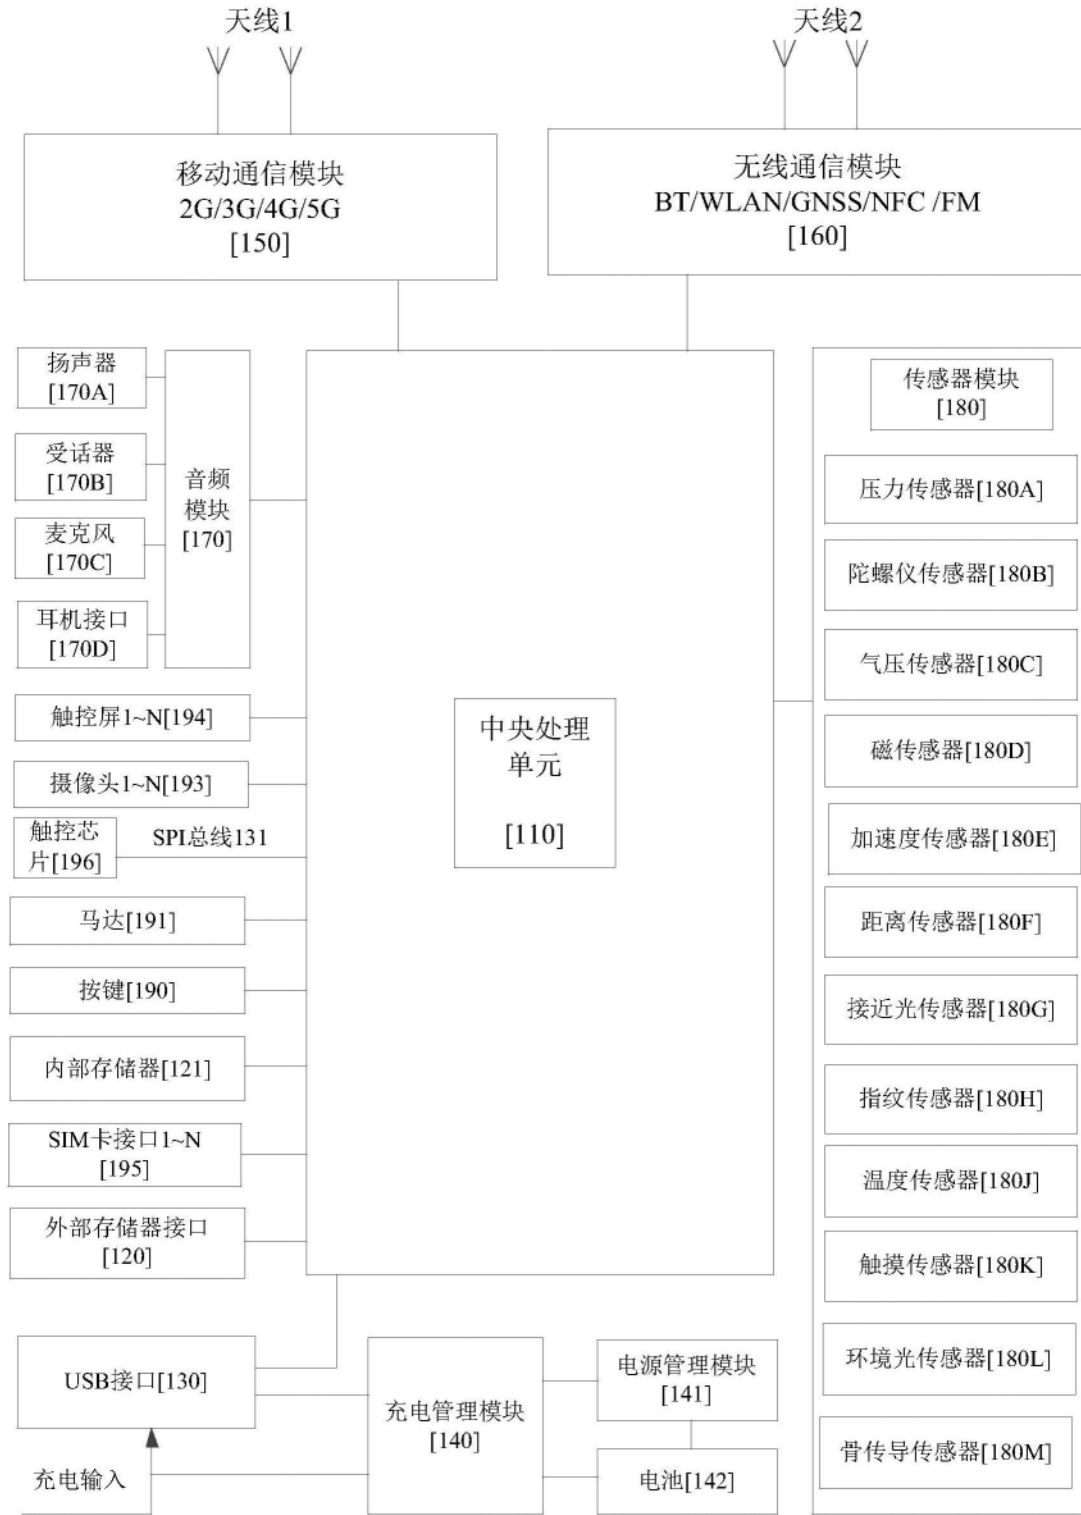 天线1
天线2
移动通信模块
2G/3G/4G/5G
[150]
无线通信模块
BT/WLAN/GNSS/NFC /FM
[160]
扬声器
[170A]
受话器
[170B]
麦克风
[170C]
耳机接口
[170D]
音频
模块
[170]
触控屏1~N[194]
摄像头1~N[193]
触控芯
片[196]
SPI总线131
马达[191]
按键[190]
内部存储器[121]
SIM卡接口1~N
[195]
外部存储器接口
[120]
中央处理
单元
[110]
传感器模块
[180]
压力传感器[180A]
陀螺仪传感器[180B]
气压传感器[180C]
磁传感器[180D]
加速度传感器[180E]
距离传感器[180F]
接近光传感器[180G]
指纹传感器[180H]
温度传感器[180J]
触摸传感器[180K]
环境光传感器[180L]
骨传导传感器[180M]
USB接口[130]
充电输入
充电管理模块
[140]
电源管理模块
[141]
电池[142]